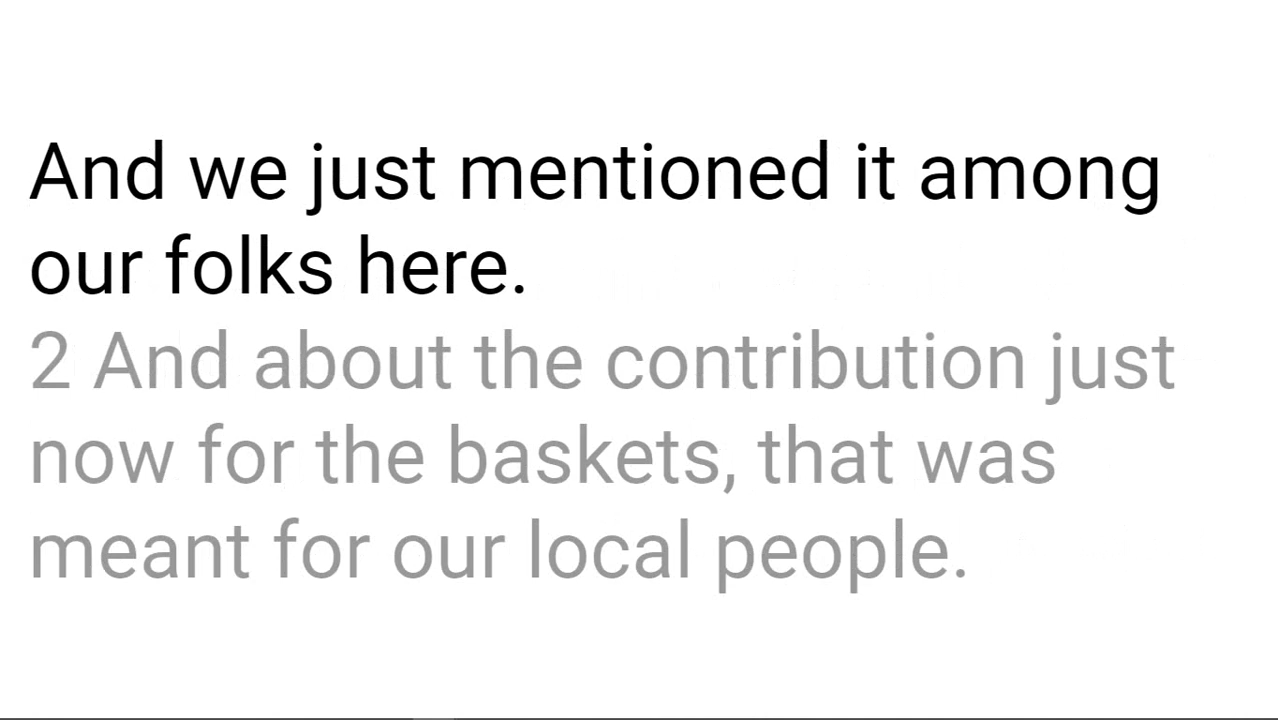 And we just mentioned it among
our folks here.
2 And about the contribution just
now for the baskets, that was
meant for our local people.